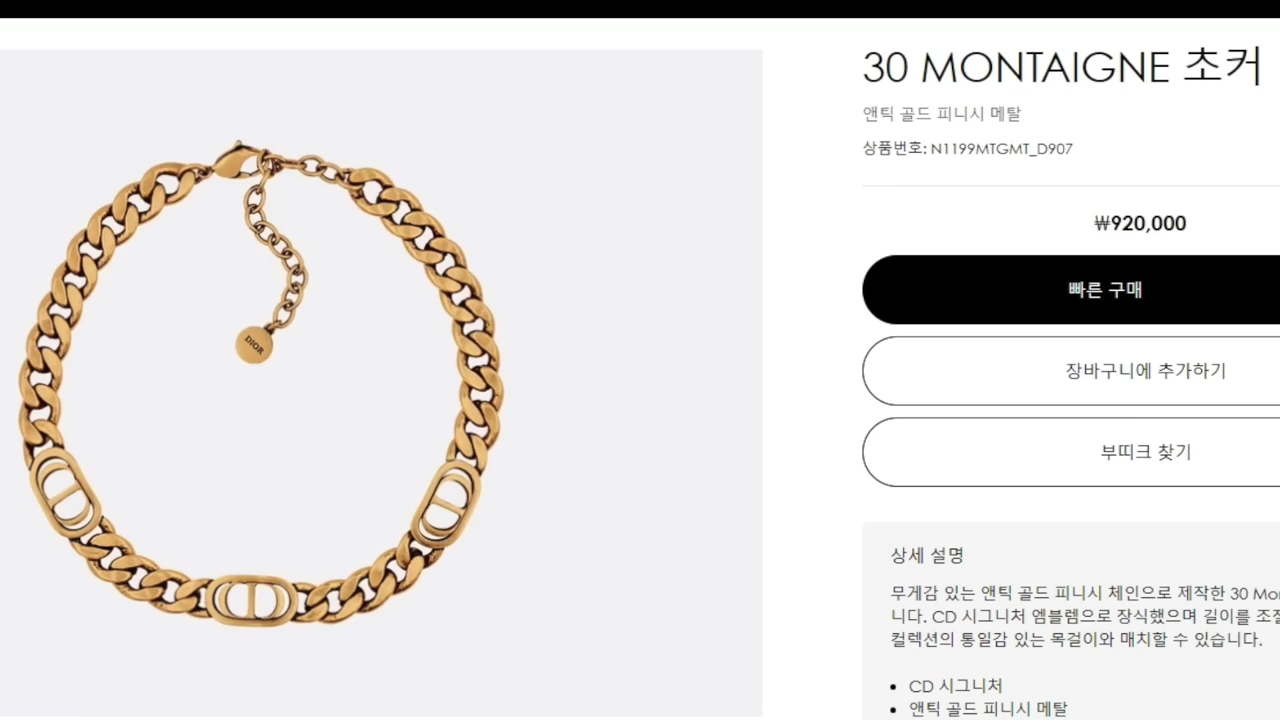 30 MONTAIGNE 초커
앤틱 골드 피니시 메탈
상품번호: N1199MTGMT_D907
₩920,000
빠른 구매
장바구니에 추가하기
부띠크 찾기
상세 설명
무게감 있는 앤틱 골드 피니시 체인으로 제작한 30
니다. CD 시그니처 엠블렘으로 장식했으며 길이를
컬렉션의 통일감 있는 목걸이와 매치할 수 있습니다.
• CD 시그니처
• 앤틱 골드 피니시 메탈
DIOR